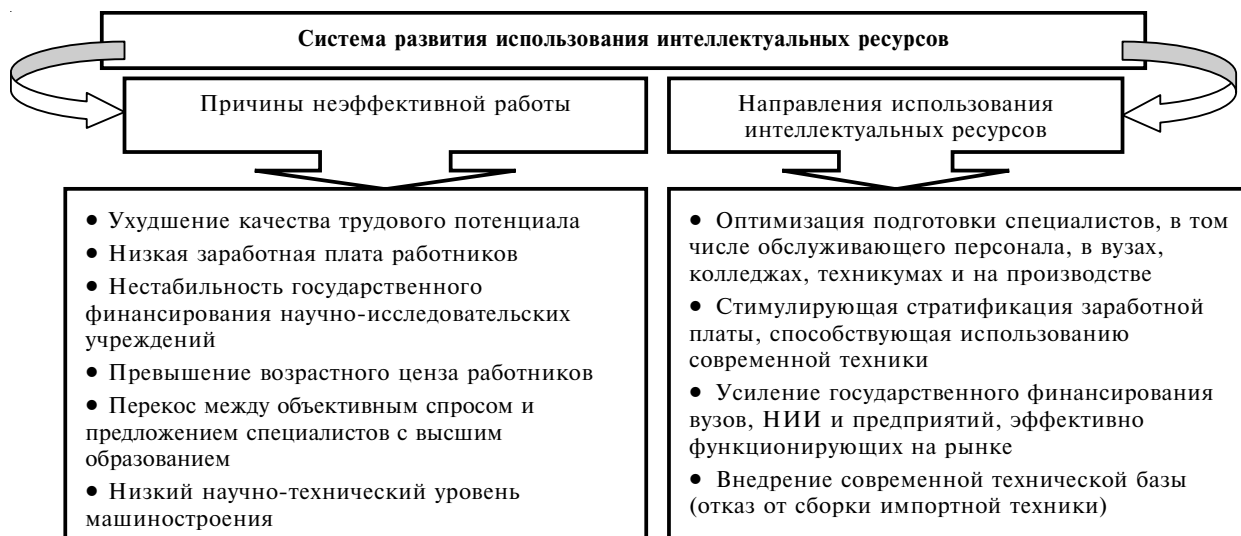 Система развития использования интеллектуальных ресурсов
Причины неэффективной работы
Направления использования
интеллектуальных ресурсов
• Ухудшение качества трудового потенциала
• Низкая заработная плата работников
• Нестабильность государственного
финансирования научно-исследовательских
учреждений
• Превышение возрастного ценза работников
• Перекос между объективным спросом и
предложением специалистов с высшим
образованием
• Низкий научно-технический уровень
машиностроения
• Оптимизация подготовки специалистов, в том
числе обслуживающего персонала, в вузах,
колледжах, техникумах и на производстве
• Стимулирующая стратификация заработной
платы, способствующая использованию
современной техники
• Усиление государственного финансирования
вузов, НИИ и предприятий, эффективно
функционирующих на рынке
• Внедрение современной технической базы
(отказ от сборки импортной техники)